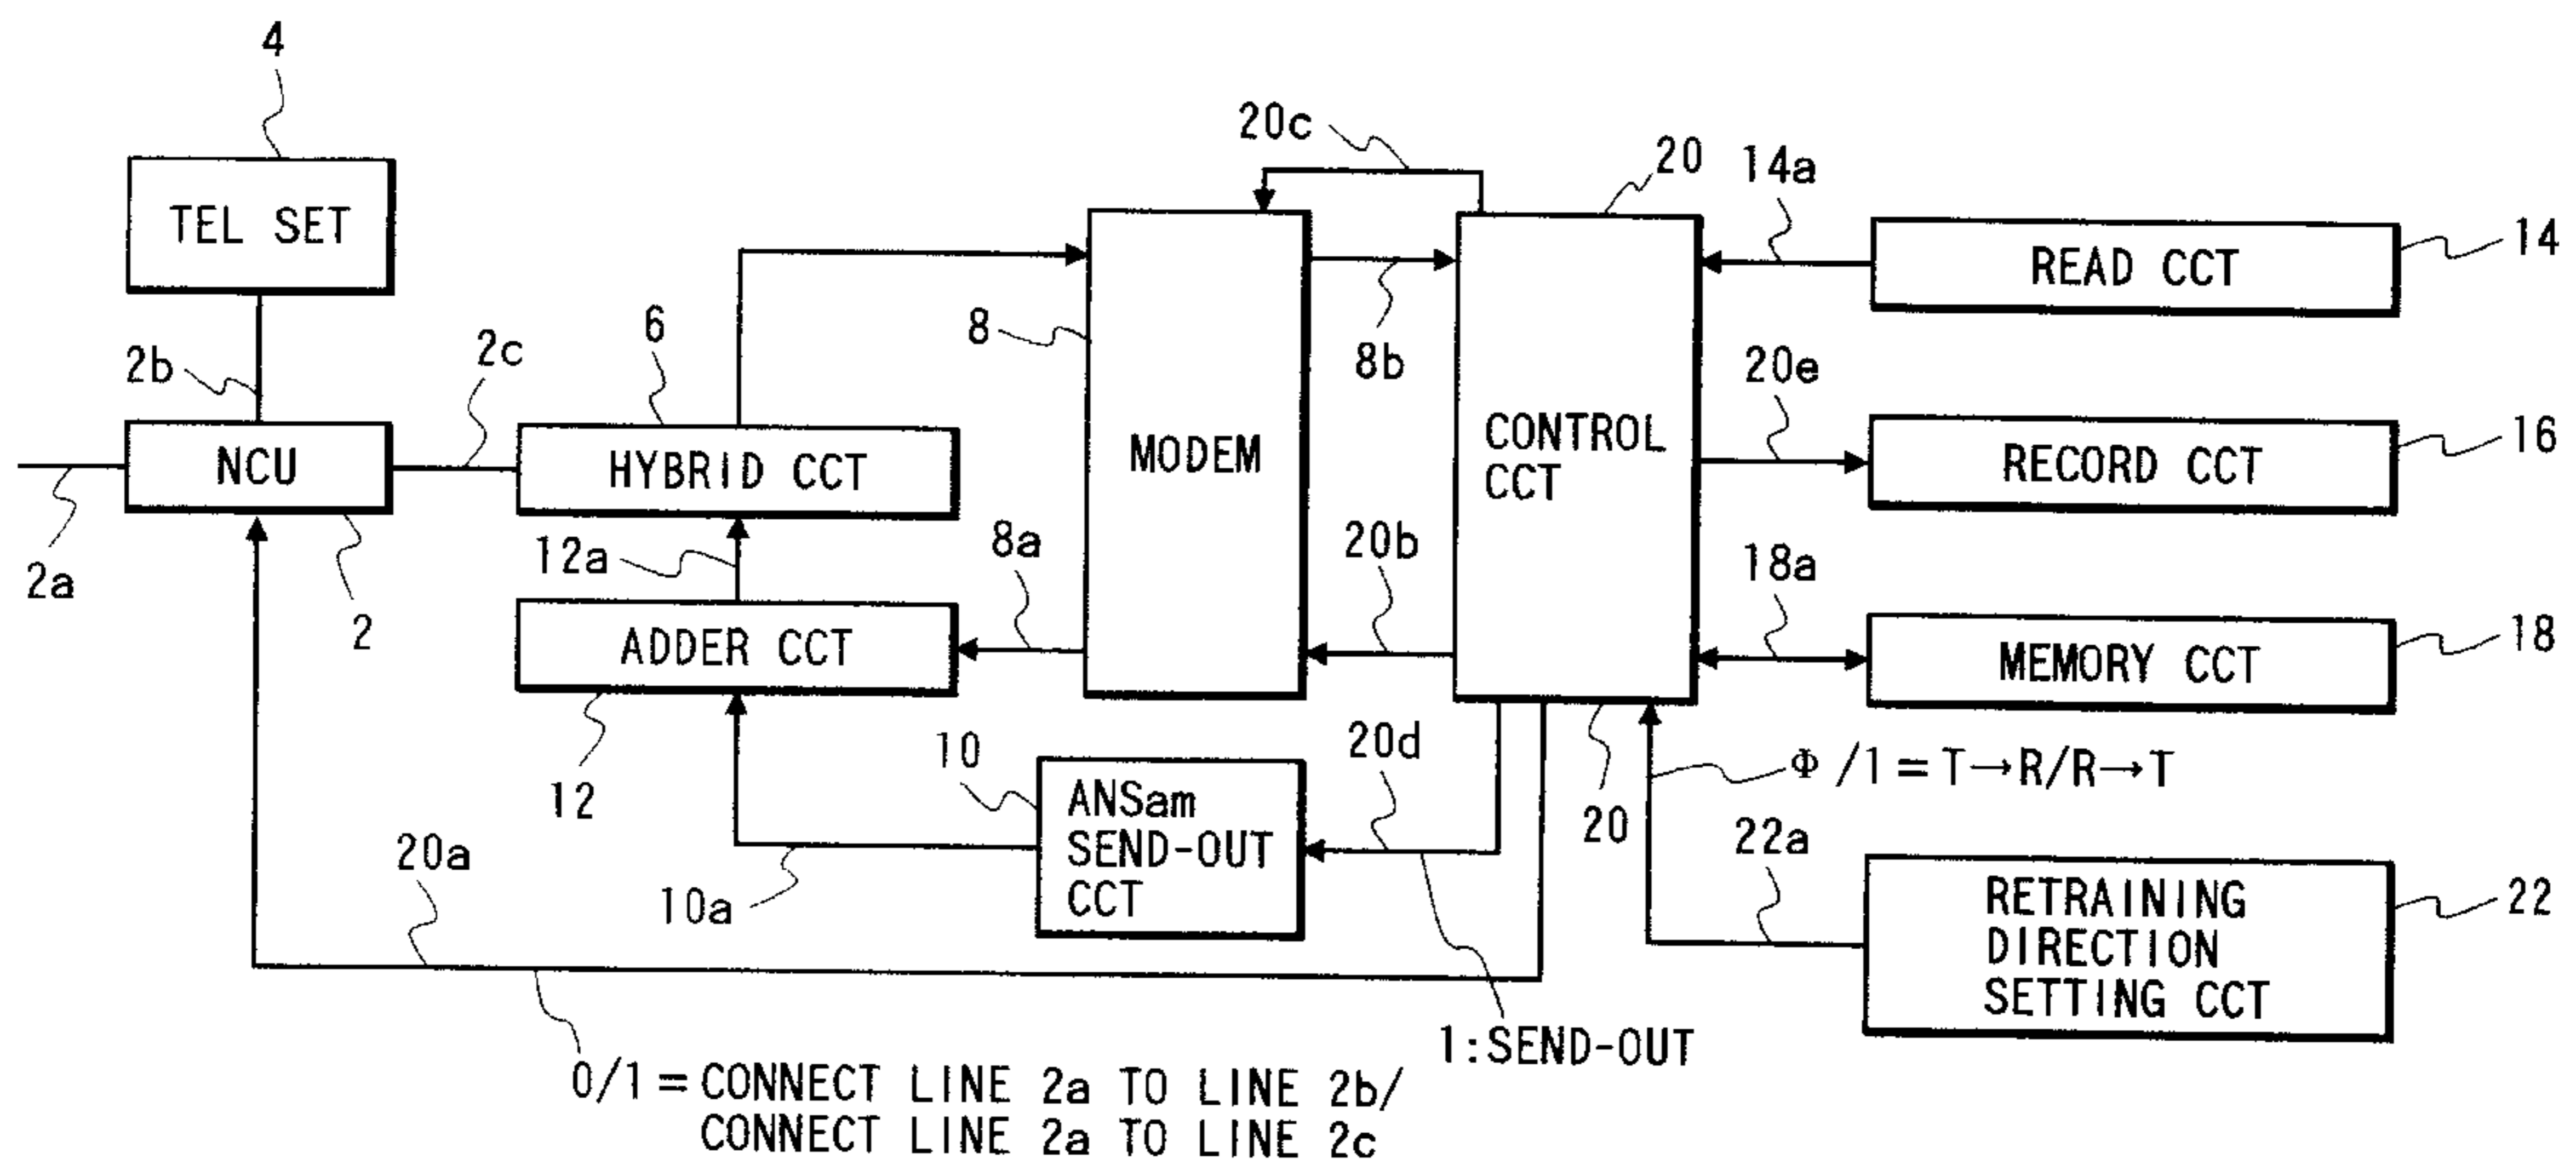 4
TEL SET
2b
NCU
2a
2
2c
6
HYBRID CCT
12a
ADDER CCT
12
8a
8
MODEM
20c
8b
20b
20
CONTROL
CCT
20
14a
READ CCT
14
20e
RECORD CCT
16
18a
MEMORY CCT
18
10
ANSam
SEND-OUT
CCT
10a
20d
1:SEND-OUT
20a
0/1=CONNECT LINE 2a TO LINE 2b/
CONNECT LINE 2a TO LINE 2c
Φ/1=T→R/R→T
22a
RETRAINING
DIRECTION
SETTING CCT
22